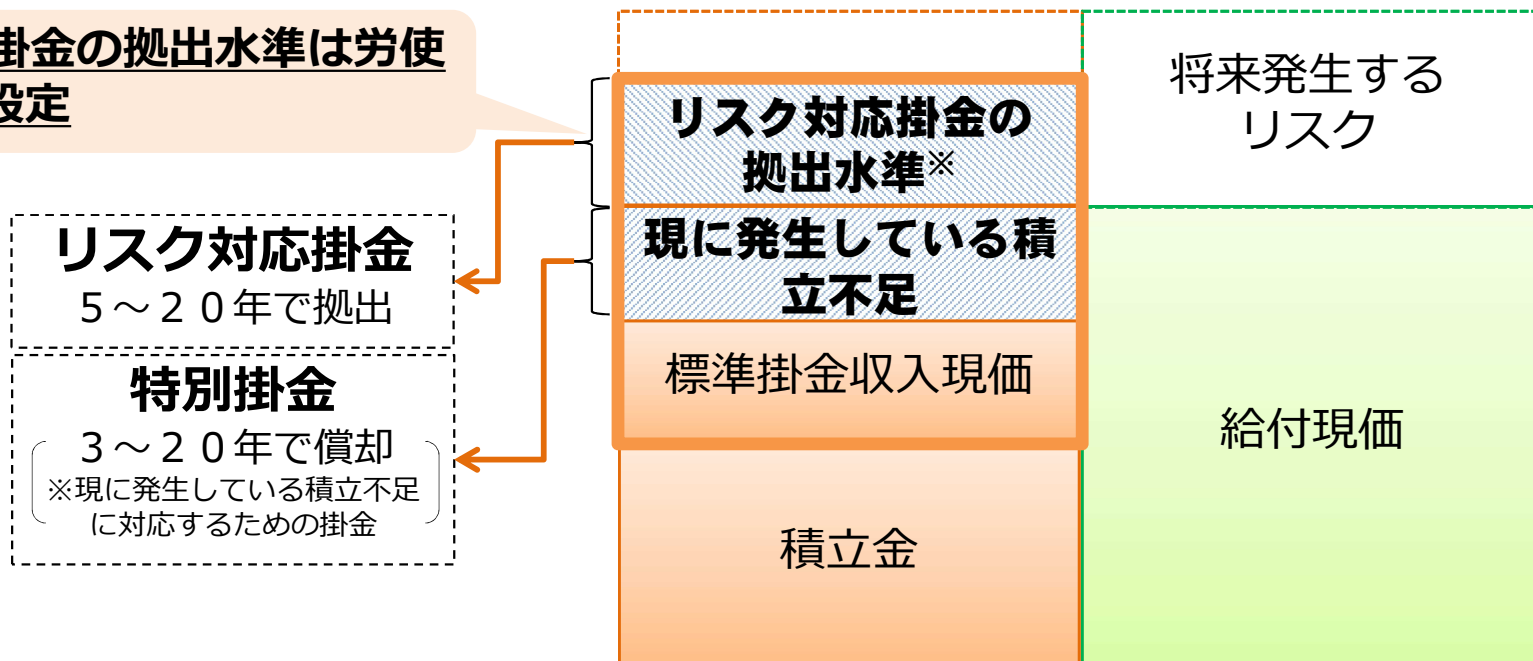 掛金の拠出水準は労使
設定
リスク対応掛金
５～２０年で拠出
特別掛金
３～２０年で償却
※現に発生している積立不足
に対応するための掛金
リスク対応掛金の
拠出水準※
現に発生している積
立不足
標準掛金収入現価
積立金
将来発生する
リスク
給付現価